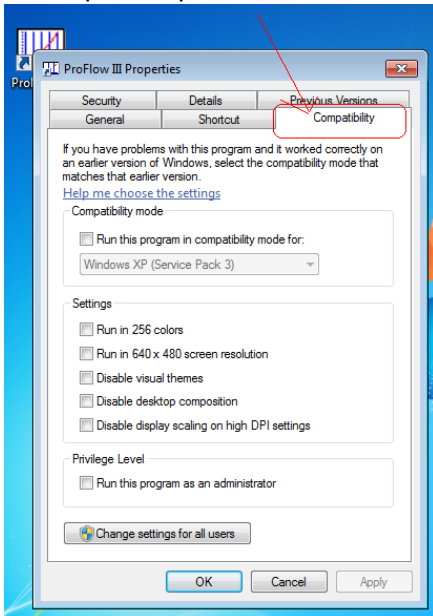 Prof
ProFlow III Properties
Security Details Previous Versions
General Shortcut Compatibility
If you have problems with this program and it worked correctly on
an earlier version of Windows, select the compatibility mode that
matches that earlier version.
Help me choose the settings
Compatibility mode
Run this program in compatibility mode for:
Windows XP (Service Pack 3)
Settings
Run in 256 colors
Run in 640 x 480 screen resolution
Disable visual themes
Disable desktop composition
Disable display scaling on high DPI settings
Privilege Level
Run this program as an administrator
Change settings for all users
OK Cancel Apply